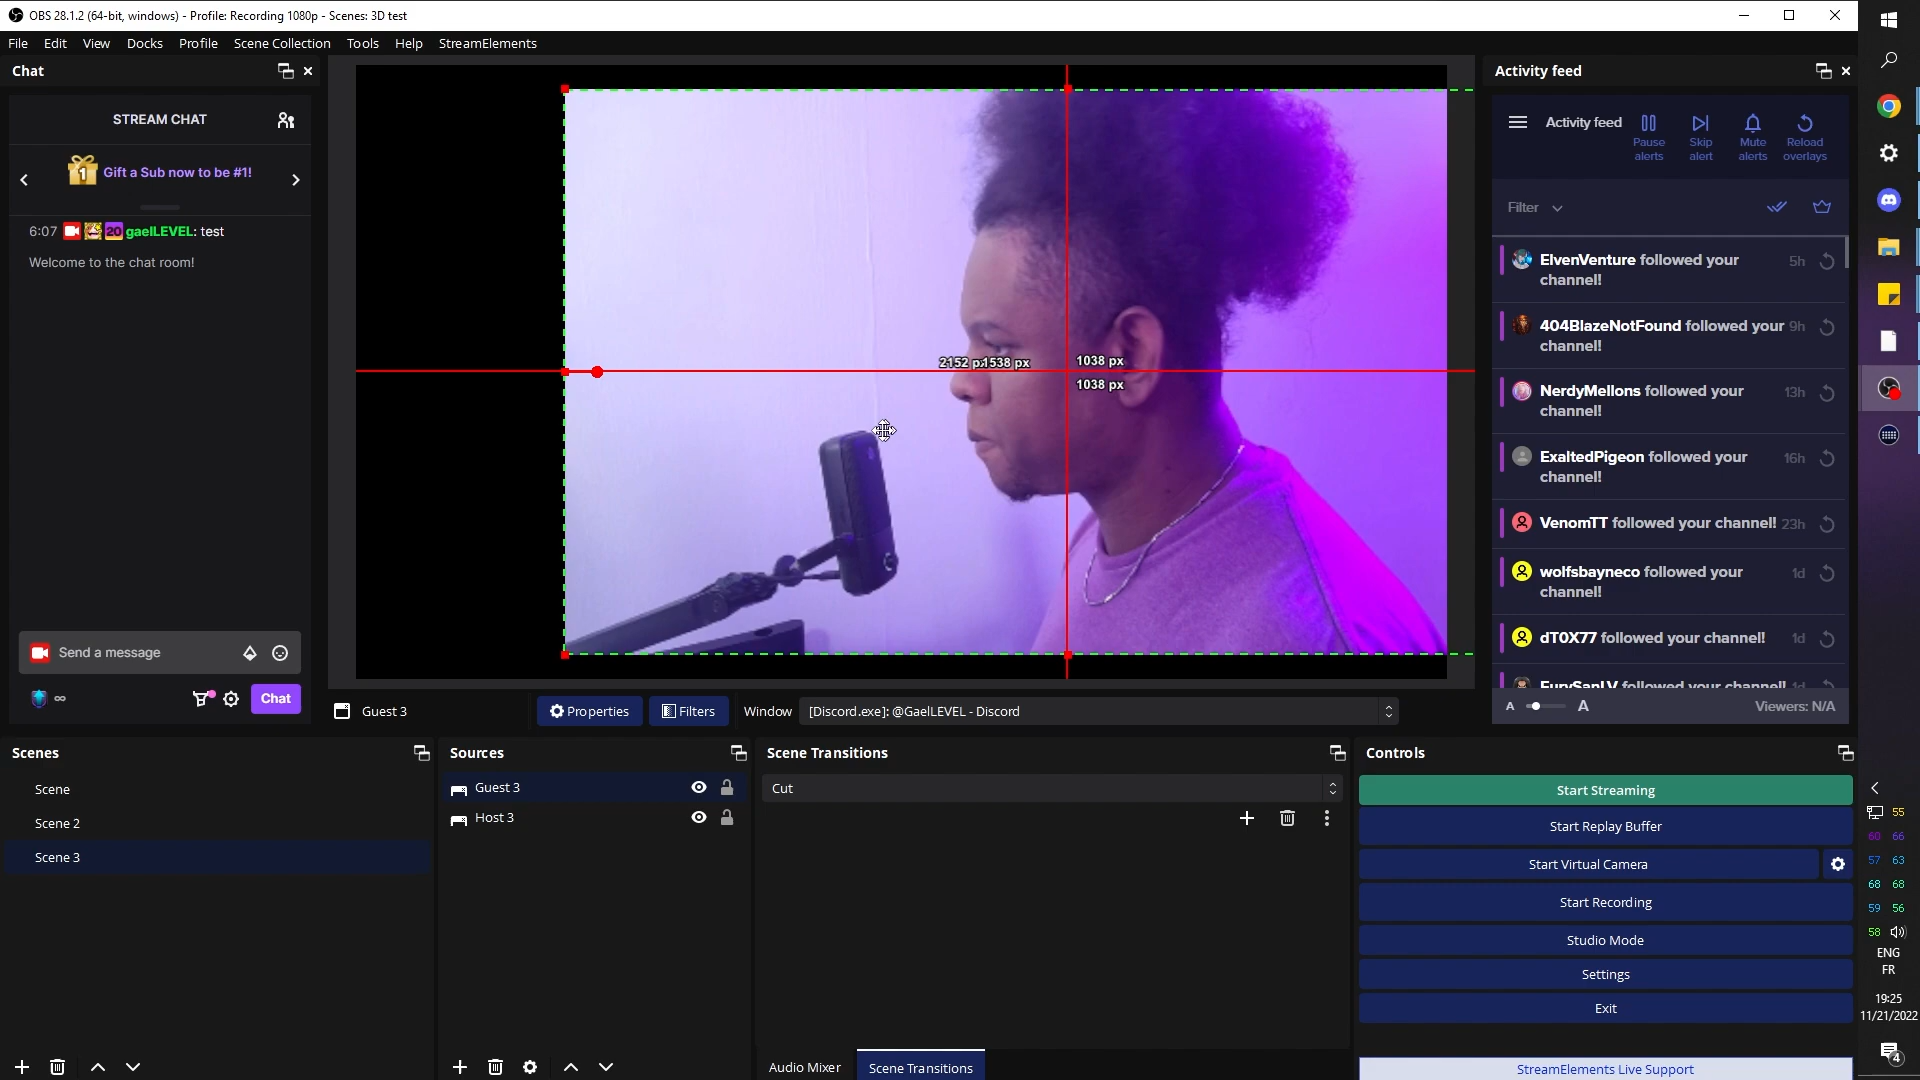 OBS 28.1.2 (64-bit, windows) - Profile: Recording 1080p - Scenes: 3D test
File Edit View Docks Profile Scene Collection Tools Help StreamElements
Chat
STREAM CHAT
1 Gift a Sub now to be #1!
6:07 20 gaelLEVEL: test
Welcome to the chat room!
Send a message
∞
Chat
2152 px
1538 px
1038 px
1038 px
Activity feed
Activity feed
Pause alerts
Skip alert
Mute alerts
Reload overlays
Filter
ElvenVenture followed your 5h
channel!
404BlazeNotFound followed your 9h
channel!
NerdyMellons followed your 13h
channel!
ExaltedPigeon followed your 16h
channel!
VenomTT followed your channel! 23h
wolfsbayneco followed your 1d
channel!
dT0X77 followed your channel! 1d
FurySanLV followed your channel! 1d
A A Viewers: N/A
Guest 3 Properties Filters Window [Discord.exe]: @GaelLEVEL - Discord
Scenes
Scene
Scene 2
Scene 3
Sources
Guest 3
Host 3
Scene Transitions
Cut
Audio Mixer Scene Transitions
Controls
Start Streaming
Start Replay Buffer
Start Virtual Camera
Start Recording
Studio Mode
Settings
Exit
StreamElements Live Support
55
60 66
57 63
68 68
59 56
58
ENG
FR
19:25
11/21/2022
4